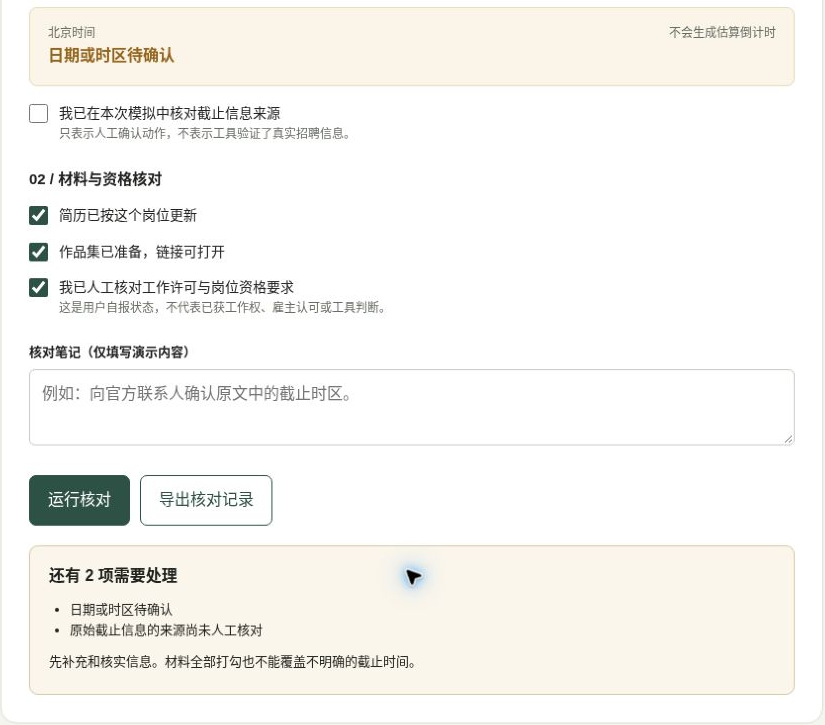 北京时间
不会生成估算倒计时
日期或时区待确认
我已在本次模拟中核对截止信息来源
只表示人工确认动作，不表示工具验证了真实招聘信息。
02 / 材料与资格核对
简历已按这个岗位更新
作品集已准备，链接可打开
我已人工核对工作许可与岗位资格要求
这是用户自报状态，不代表已获工作权、雇主认可或工具判断。
核对笔记（仅填写演示内容）
例如：向官方联系人确认原文中的截止时区。
运行核对
导出核对记录
还有 2 项需要处理
• 日期或时区待确认
• 原始截止信息的来源尚未人工核对
先补充和核实信息。材料全部打勾也不能覆盖不明确的截止时间。